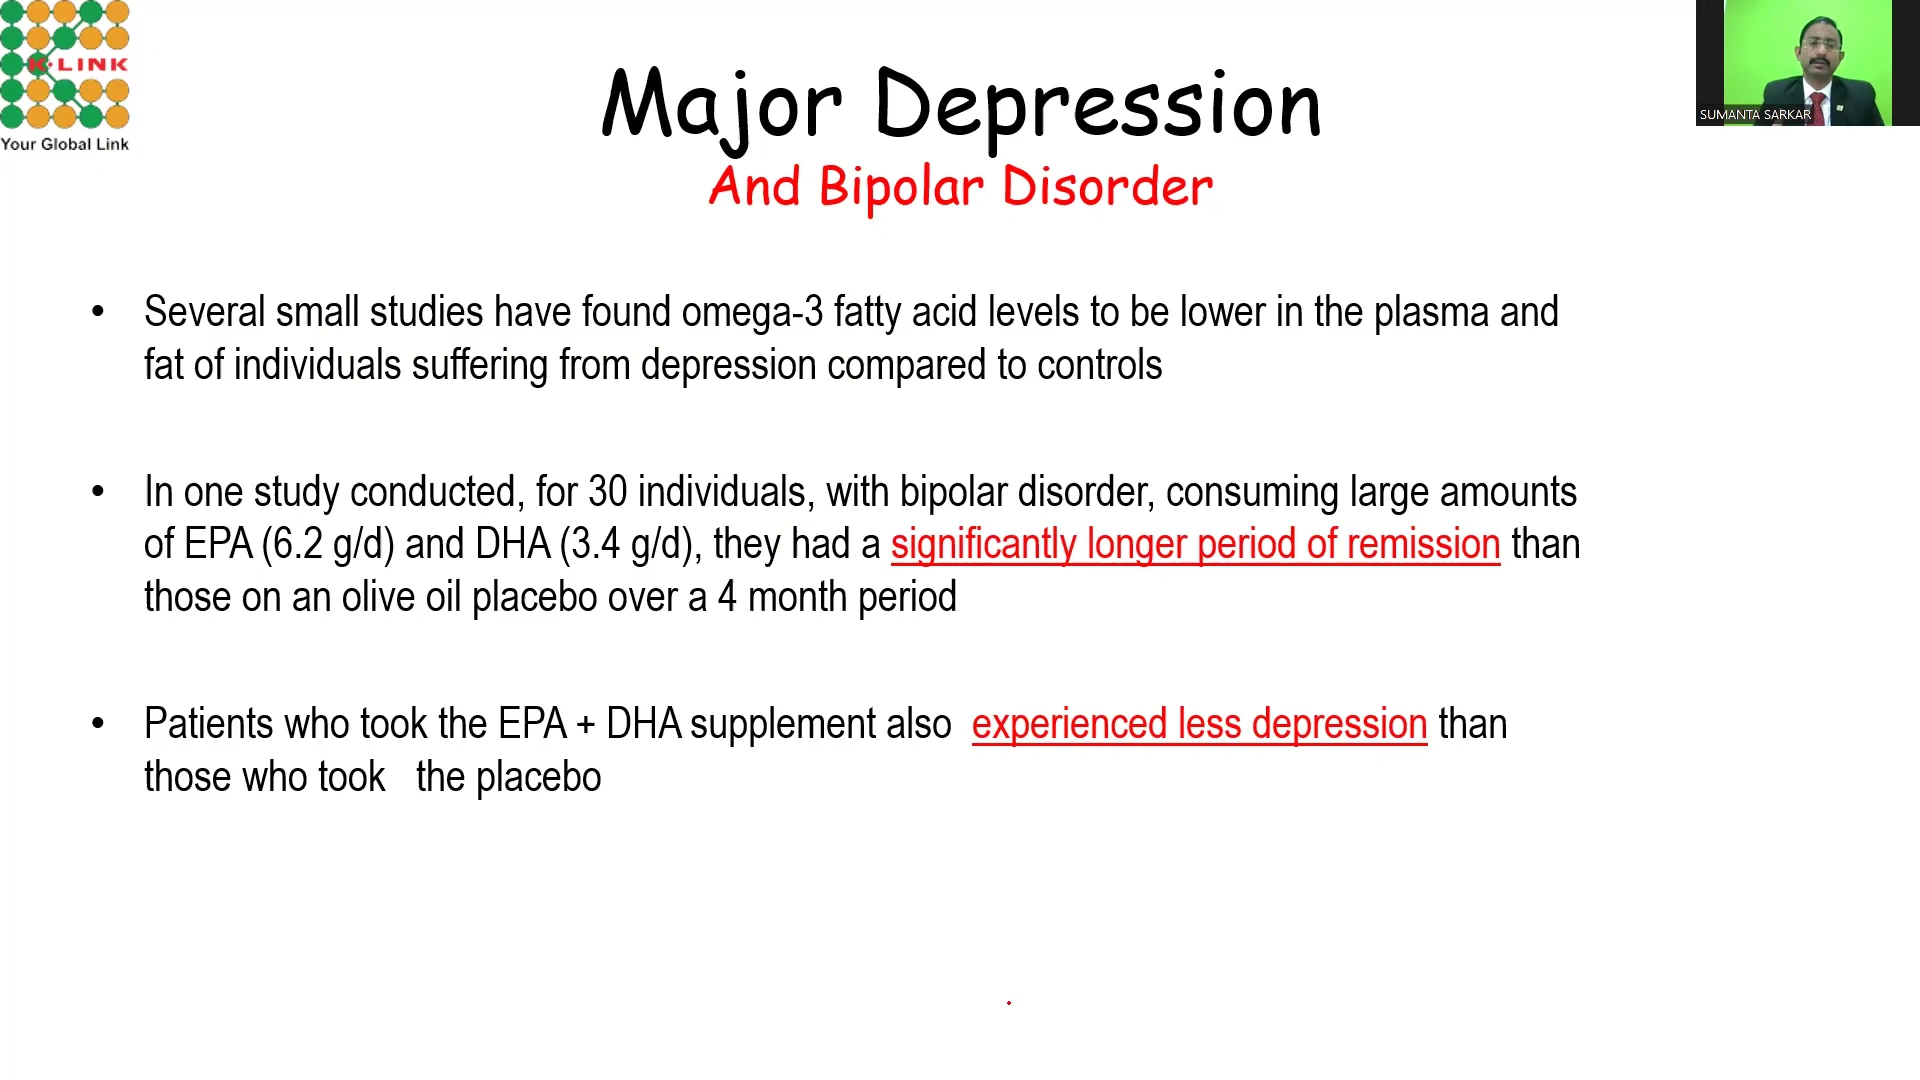 K-LINK
Your Global Link
Major Depression
And Bipolar Disorder
SUMANTA SARKAR
• Several small studies have found omega-3 fatty acid levels to be lower in the plasma and
fat of individuals suffering from depression compared to controls
• In one study conducted, for 30 individuals, with bipolar disorder, consuming large amounts
of EPA (6.2 g/d) and DHA (3.4 g/d), they had a significantly longer period of remission than
those on an olive oil placebo over a 4 month period
• Patients who took the EPA + DHA supplement also experienced less depression than
those who took the placebo